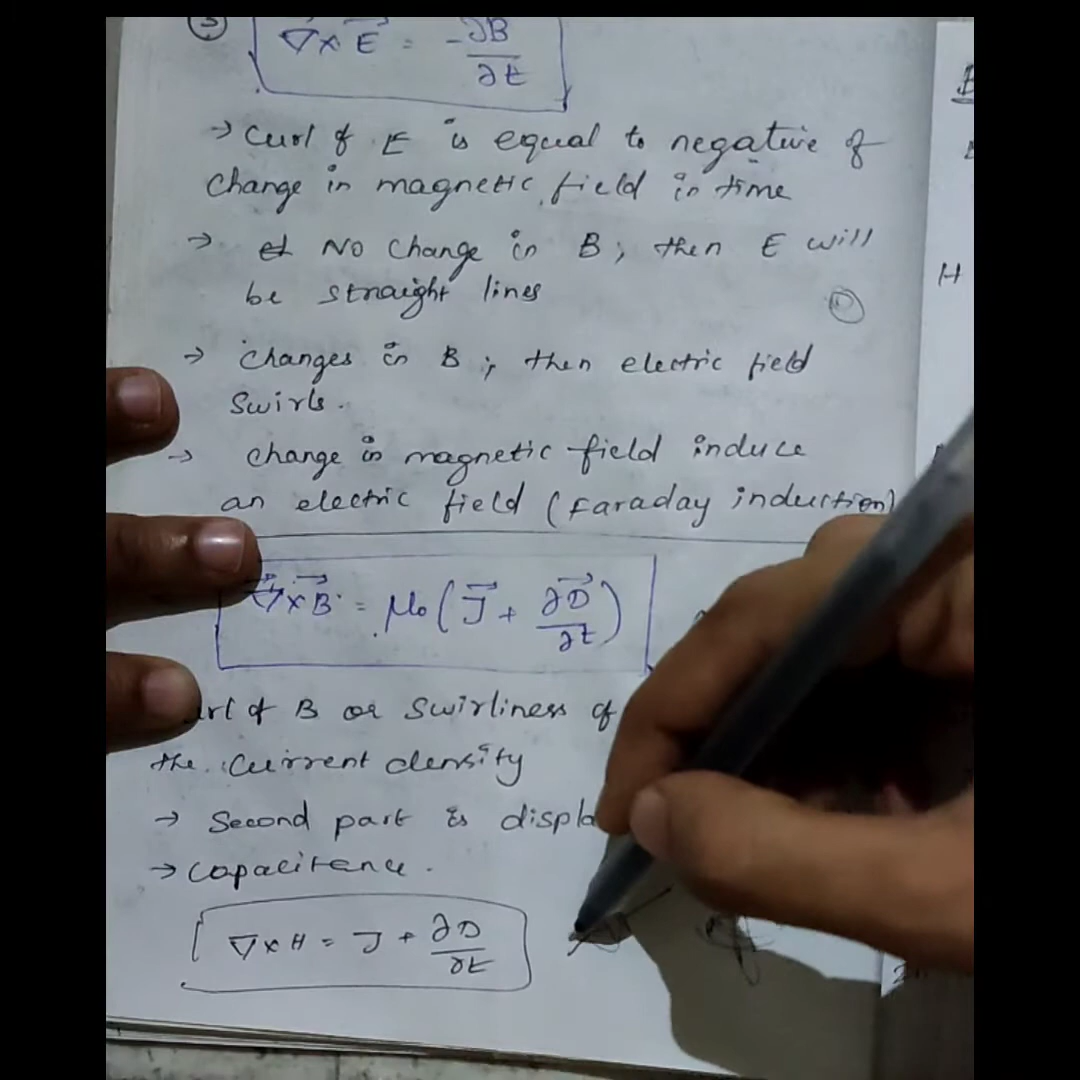 3
∇ × E = -∂B/∂t
→ Curl of E is equal to negative of
change in magnetic field in time
→ No Change in B; then E will
be straight lines
→ Changes in B; then electric field
Swirls.
→ change in magnetic field induce
an electric field (Faraday induction)
∇ × B = μ₀(J + ∂D/∂t)
of B or swirliness of
the current density
→ Second part is
→ capacitence.
∇ × H = J + ∂D/∂t
H